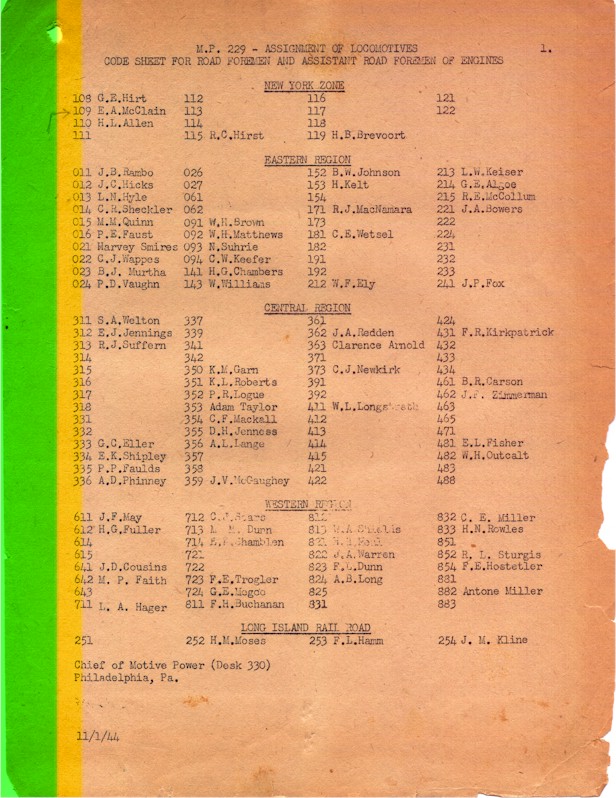 M.P. 229 - ASSIGNMENT OF LOCOMOTIVES 1.
CODE SHEET FOR ROAD FOREMEN AND ASSISTANT ROAD FOREMEN OF ENGINES
NEW YORK ZONE
108 G.E.Hirt 112 116 121
109 E.A.McClain 113 117 122
110 H.L.Allen 114 118
111 115 R.C.Hirst 119 H.B.Brevoort
EASTERN REGION
011 J.B.Rambo 026 152 B.W.Johnson 213 L.W.Keiser
012 J.C.Hicks 027 153 H.Kelt 214 G.E.Algoe
013 L.N.Hyle 061 154 215 R.E.McCollum
014 C.R.Sheckler 062 171 R.J.MacNamara 221 J.A.Bowers
015 M.M.Quinn 091 W.H.Brown 173 222
016 P.E.Faust 092 W.H.Matthews 181 C.E.Wetsel 224
021 Harvey Smires 093 N.Suhrie 182 231
022 C.J.Wappes 094 C.W.Keefer 191 232
023 B.J. Murtha 141 H.G.Chambers 192 233
024 P.D.Vaughn 143 W.Williams 212 W.F.Ely 241 J.P.Fox
CENTRAL REGION
311 S.A.Welton 337 361 424
312 E.J.Jennings 339 362 J.A.Redden 431 F.R.Kirkpatrick
313 R.J.Suffern 341 363 Clarence Arnold 432
314 342 371 433
315 350 K.M.Garn 373 C.J.Newkirk 434
316 351 K.L.Roberts 391 461 B.R.Carson
317 352 P.R.Logue 392 462 J.F. Zimmerman
318 353 Adam Taylor 411 463
331 354 C.F.Mackall 412 465
332 355 D.H.Jenness 413 471
333 G.C.Eller 356 A.L.Lange 414 481 E.L.Fisher
334 E.K.Shipley 357 415 482 W.H.Outcalt
335 P.P.Faulds 358 421 483
336 A.D.Phinney 359 J.V.McGaughey 422 488
WESTERN REGION
611 J.F.May 712 812 832 C. E. Miller
612 H.G.Fuller 713 Dunn 813 833 H.N.Rowles
614 714 851
615 721 822 J.A.Warren 852 R. L. Sturgis
641 J.D.Cousins 722 823 854 F.E.Hostetler
642 M. P. Faith 723 F.E.Trogler 824 A.B.Long 881
643 724 G.E.Mogco 825 882 Antone Miller
711 L. A. Hager 811 F.H.Buchanan 831 883
LONG ISLAND RAIL ROAD
251 252 H.M.Moses 253 F.L.Hamm 254 J. M. Kline
Chief of Motive Power (Desk 330)
Philadelphia, Pa.
11/1/44